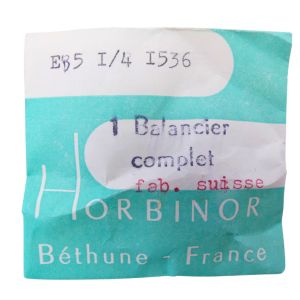 EB5 I/4 I536
1 Balancier
complet
fab. suisse
HORBINOR
Béthune - France